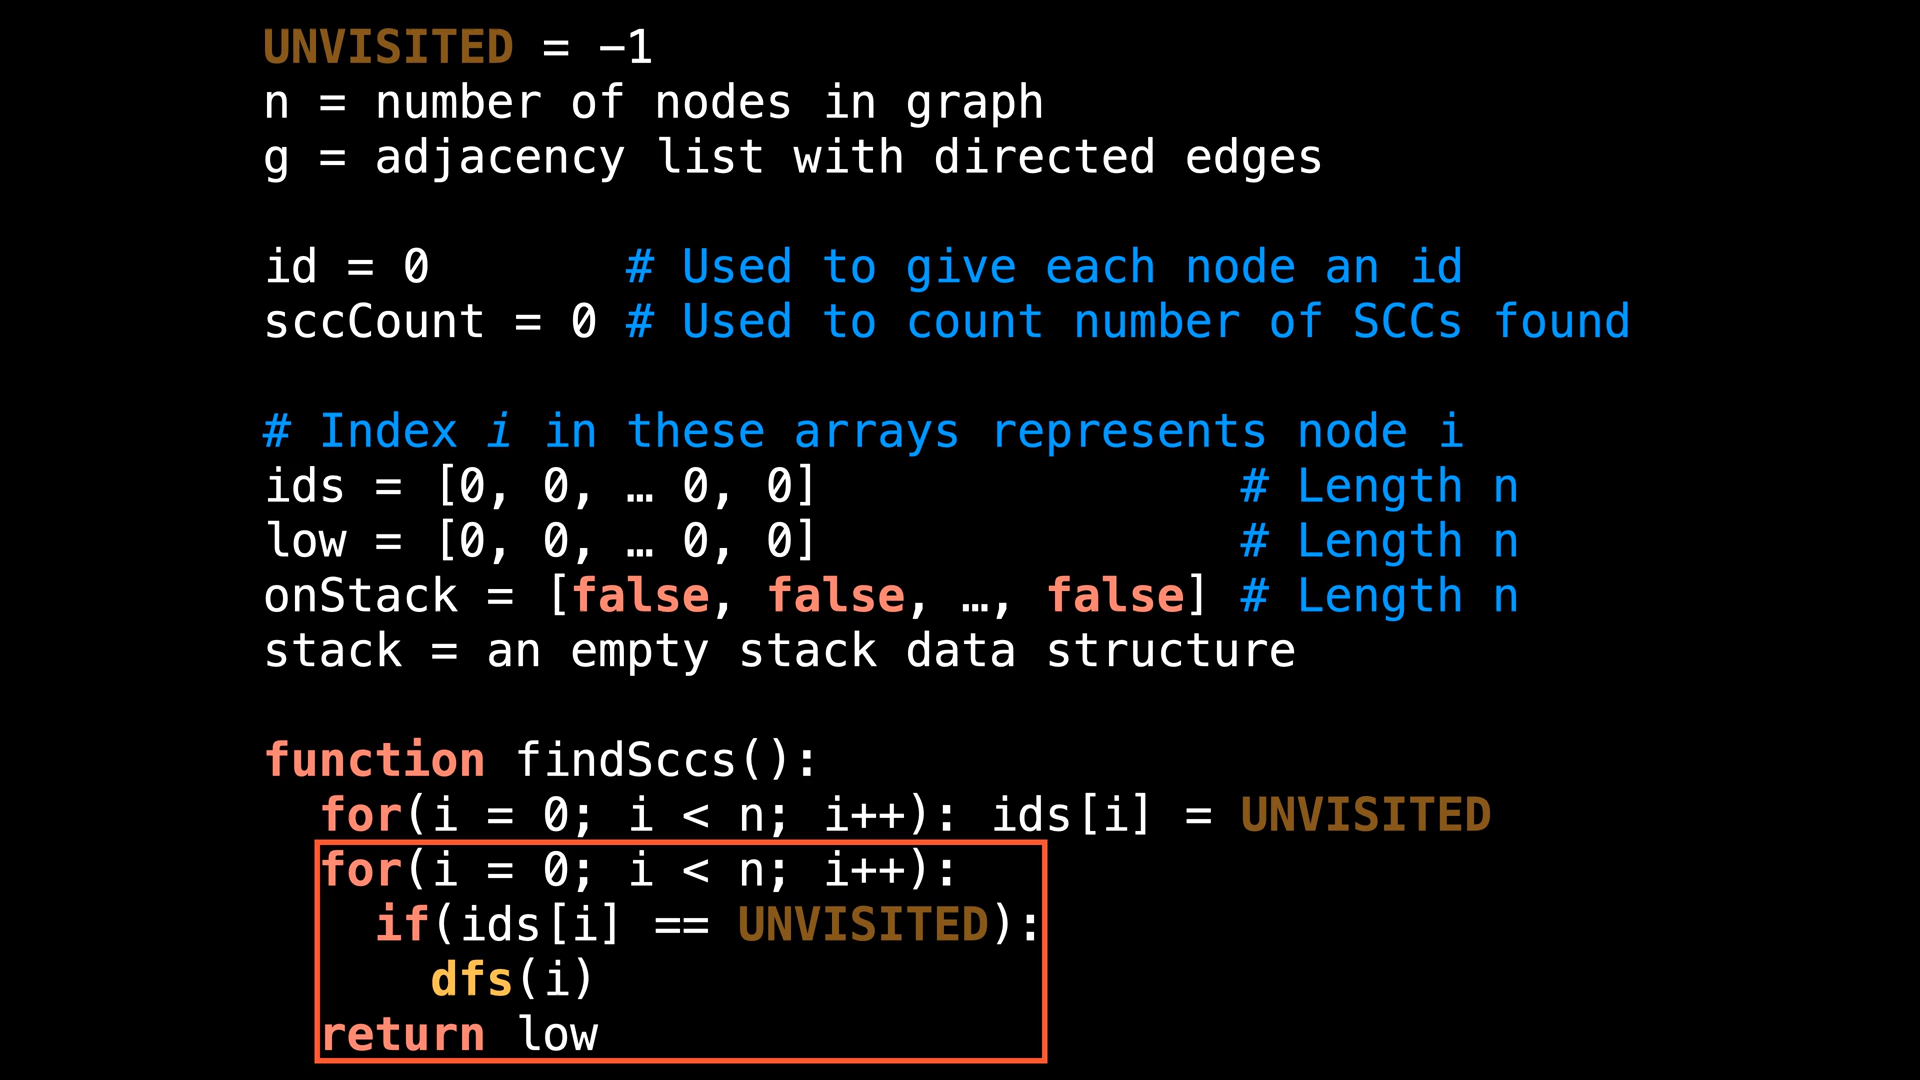 UNVISITED = -1
n = number of nodes in graph
g = adjacency list with directed edges
id = 0 # Used to give each node an id
sccCount = 0 # Used to count number of SCCs found
# Index i in these arrays represents node i
ids = [0, 0, … 0, 0] # Length n
low = [0, 0, … 0, 0] # Length n
onStack = [false, false, …, false] # Length n
stack = an empty stack data structure
function findSccs():
for(i = 0; i < n; i++): ids[i] = UNVISITED
for(i = 0; i < n; i++):
if(ids[i] == UNVISITED):
dfs(i)
return low